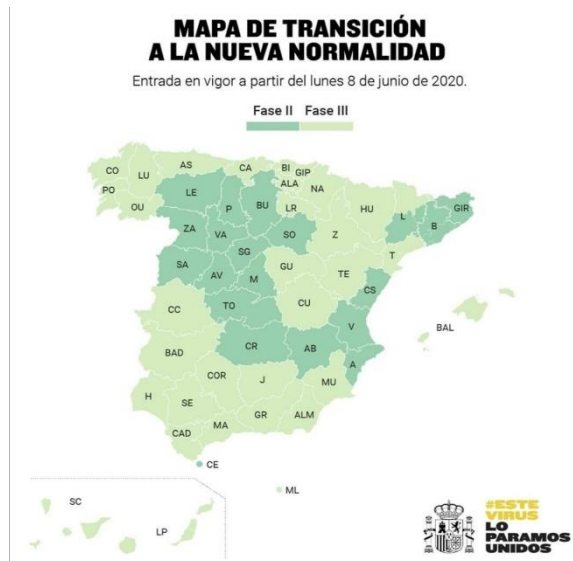 MAPA DE TRANSICIÓN
A LA NUEVA NORMALIDAD
Entrada en vigor a partir del lunes 8 de junio de 2020.
Fase II Fase III
CO
LU
AS
CA
BI
GIP
ALA
NA
PO
OU
LE
P
BU
LR
HU
L
GIR
B
ZA
VA
SO
Z
T
SG
SA
AV
M
GU
TE
CS
CC
TO
CU
V
BAL
BAD
CR
AB
A
COR
J
MU
H
SE
GR
ALM
CAD
MA
CE
ML
SC
LP
#ESTE
VIRUS
LO
PARAMOS
UNIDOS